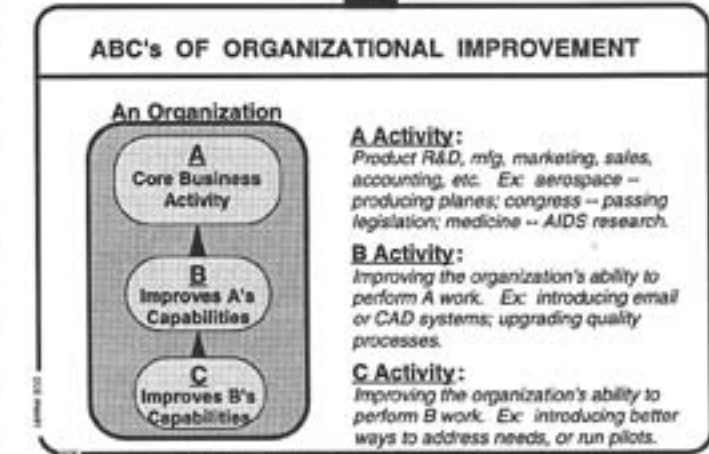 ABC's OF ORGANIZATIONAL IMPROVEMENT
An Organization
A
Core Business
Activity
B
Improves A's
Capabilities
C
Improves B's
Capabilities
A Activity:
Product R&D, mfg, marketing, sales,
accounting, etc. Ex: aerospace --
producing planes; congress -- passing
legislation; medicine -- AIDS research.
B Activity:
Improving the organization's ability to
perform A work. Ex: introducing email
or CAD systems; upgrading quality
processes.
C Activity:
Improving the organization's ability to
perform B work. Ex: introducing better
ways to address needs, or run pilots.